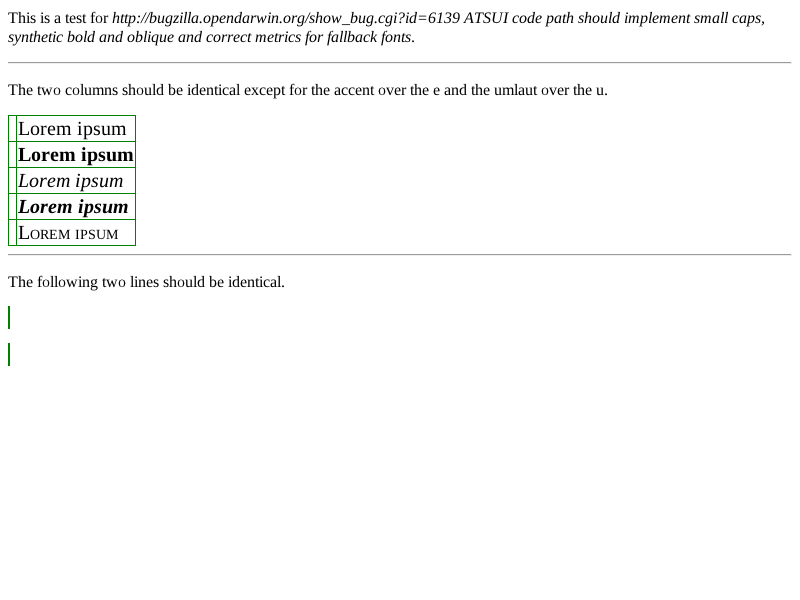 This is a test for http://bugzilla.opendarwin.org/show_bug.cgi?id=6139 ATSUI code path should implement small caps,
synthetic bold and oblique and correct metrics for fallback fonts.
The two columns should be identical except for the accent over the e and the umlaut over the u.
Lorem ipsum
Lorem ipsum
Lorem ipsum
Lorem ipsum
Lorem ipsum
The following two lines should be identical.